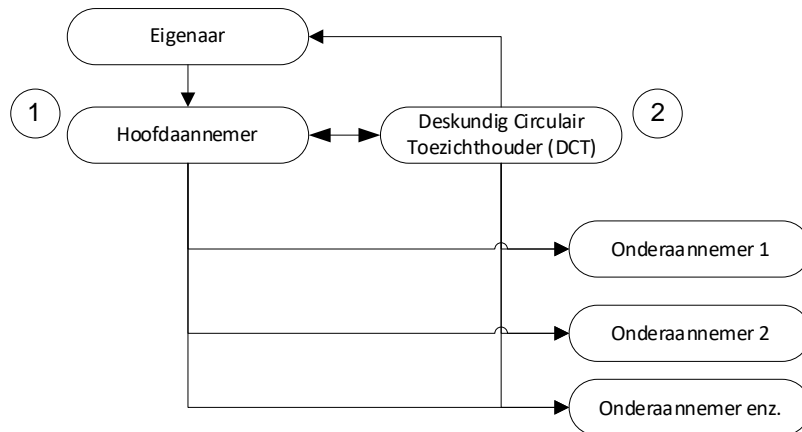 Eigenaar
1
Hoofdaannemer
Deskundig Circulair
Toezichthouder (DCT)
2
Onderaannemer 1
Onderaannemer 2
Onderaannemer enz.